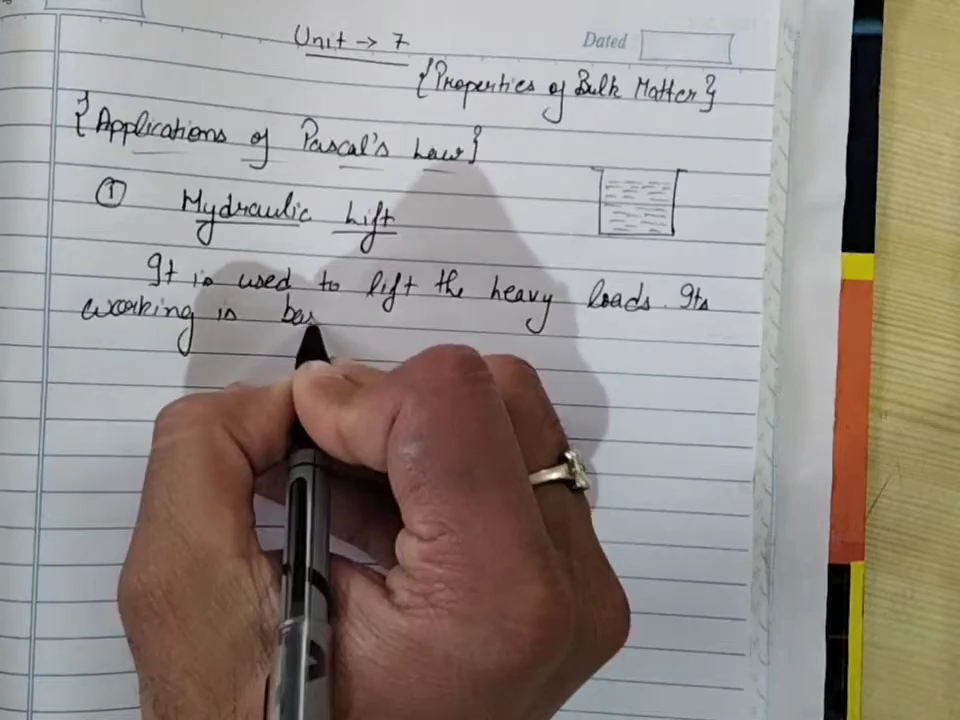 Unit → 7
Dated
{Properties of Bulk Matter}
{Applications of Pascal's Law}
① Hydraulic Lift
It is used to lift the heavy loads. Its
working is bas